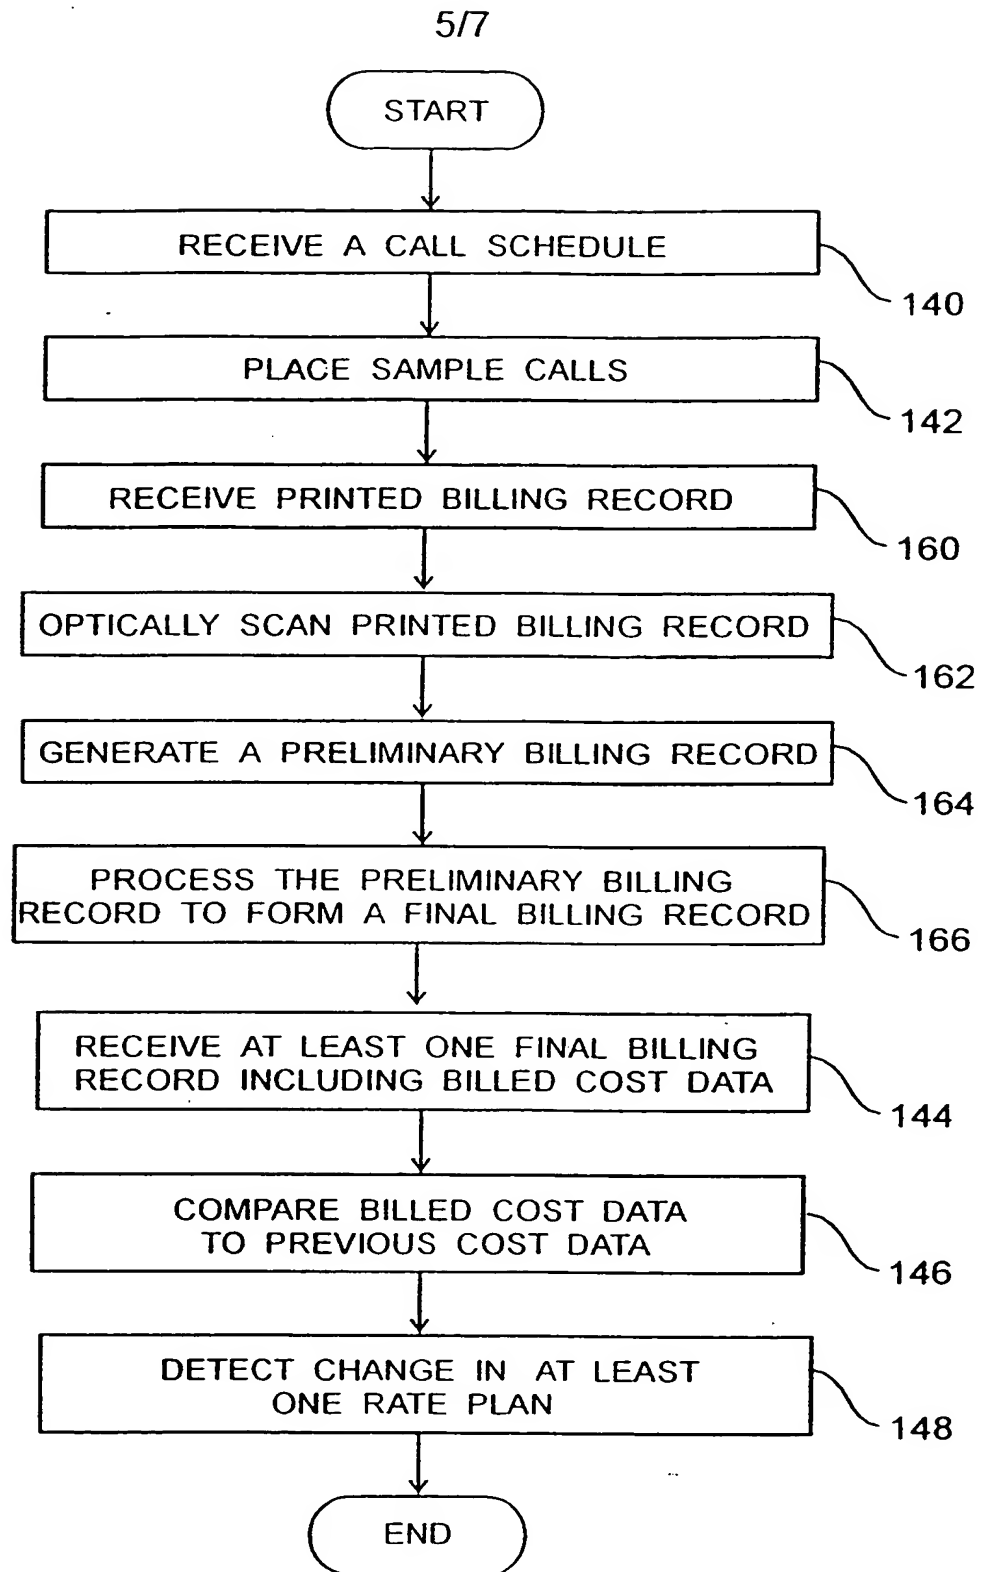 5/7
START
RECEIVE A CALL SCHEDULE
140
PLACE SAMPLE CALLS
142
RECEIVE PRINTED BILLING RECORD
160
OPTICALLY SCAN PRINTED BILLING RECORD
162
GENERATE A PRELIMINARY BILLING RECORD
164
PROCESS THE PRELIMINARY BILLING
RECORD TO FORM A FINAL BILLING RECORD
166
RECEIVE AT LEAST ONE FINAL BILLING
RECORD INCLUDING BILLED COST DATA
144
COMPARE BILLED COST DATA
TO PREVIOUS COST DATA
146
DETECT CHANGE IN AT LEAST
ONE RATE PLAN
148
END